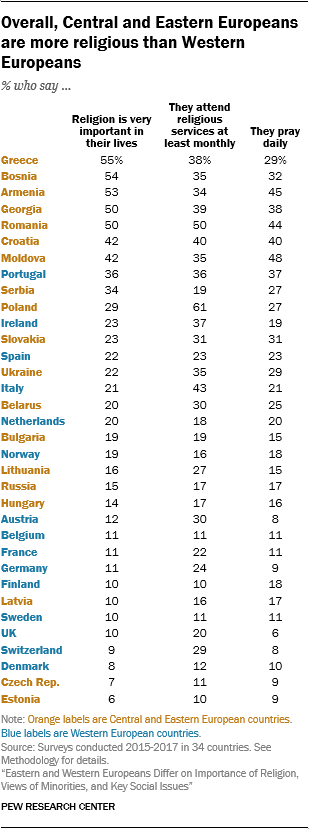 Overall, Central and Eastern Europeans
are more religious than Western
Europeans
% who say ...
Religion is very
important in
their lives
They attend
religious
services at
least monthly
They pray
daily
Greece 55% 38% 29%
Bosnia 54 35 32
Armenia 53 34 45
Georgia 50 39 38
Romania 50 50 44
Croatia 42 40 40
Moldova 42 35 48
Portugal 36 36 37
Serbia 34 19 27
Poland 29 61 27
Ireland 23 37 19
Slovakia 23 31 31
Spain 22 23 23
Ukraine 22 35 29
Italy 21 43 21
Belarus 20 30 25
Netherlands 20 18 20
Bulgaria 19 19 15
Norway 19 16 18
Lithuania 16 27 15
Russia 15 17 17
Hungary 14 17 16
Austria 12 30 8
Belgium 11 11 11
France 11 22 11
Germany 11 24 9
Finland 10 10 18
Latvia 10 16 17
Sweden 10 11 11
UK 10 20 6
Switzerland 9 29 8
Denmark 8 12 10
Czech Rep. 7 11 9
Estonia 6 10 9
Note: Orange labels are Central and Eastern European countries.
Blue labels are Western European countries.
Source: Surveys conducted 2015-2017 in 34 countries. See
Methodology for details.
“Eastern and Western Europeans Differ on Importance of Religion,
Views of Minorities, and Key Social Issues”
PEW RESEARCH CENTER